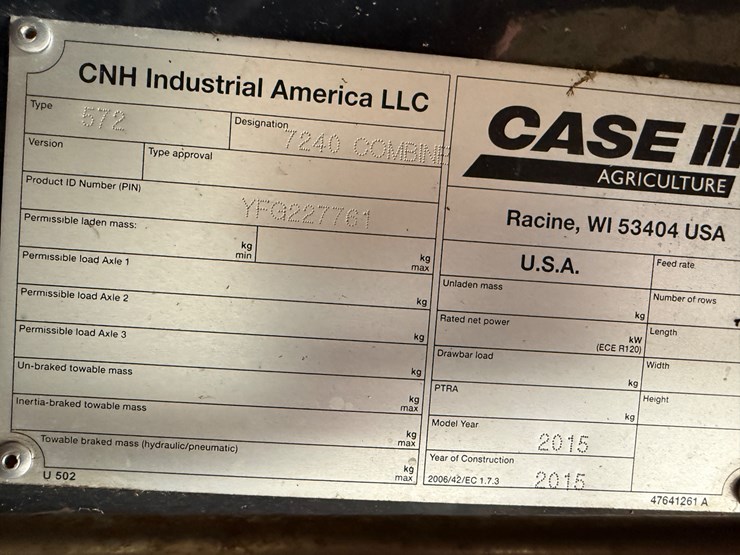 CNH Industrial America LLC
Type 572
Designation 7240 COMBINE
Version
Type approval
Product ID Number (PIN) YFG227761
Permissible laden mass: kg min kg max
Permissible load Axle 1 kg
Permissible load Axle 2 kg
Permissible load Axle 3 kg
Un-braked towable mass kg max
Inertia-braked towable mass kg max
Towable braked mass (hydraulic/pneumatic) kg max
U 502
CASE IH
AGRICULTURE
Racine, WI 53404 USA
U.S.A.
Feed rate
Unladen mass kg
Number of rows
Rated net power kW (ECE R120)
Length
Drawbar load kg
Width
PTRA kg
Height
Model Year 2015
Year of Construction
2006/42/EC 1.7.3 2015
47641261 A